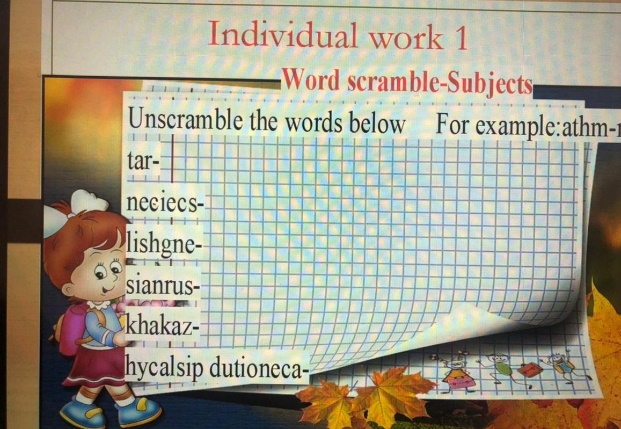 Individual work 1
Word scramble-Subjects
Unscramble the words below For example:athm-
tar-
neeiecs-
lishgne-
sianrus-
khakaz-
hycalsip dutioneca-